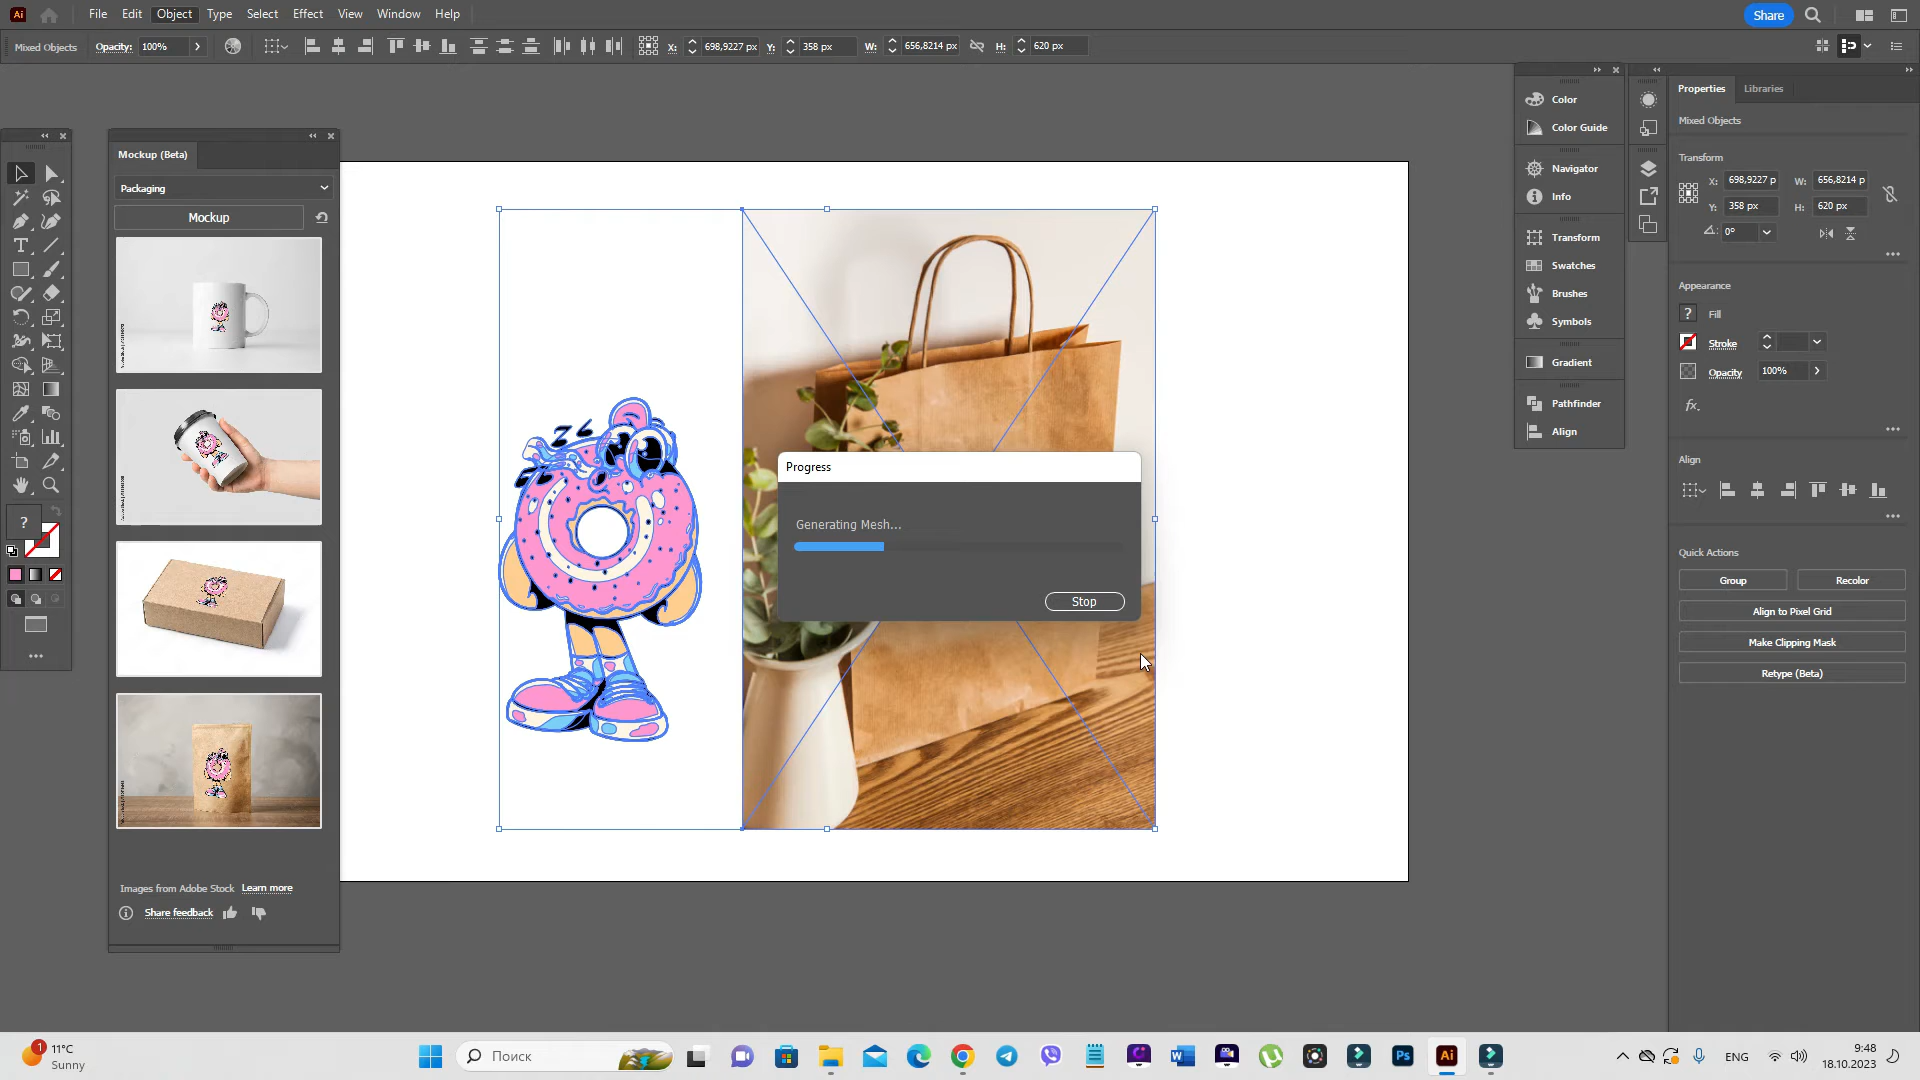 Ai File Edit Object Type Select Effect View Window Help Share
Mixed Objects Opacity: 100% X: 698,9227 px Y: 358 px W: 656,8214 px H: 620 px
Mockup (Beta)
Packaging
Mockup
Images from Adobe Stock Learn more
Share feedback
Progress
Generating Mesh...
Stop
Color
Color Guide
Navigator
Info
Transform
Swatches
Brushes
Symbols
Gradient
Pathfinder
Align
Properties Libraries
Mixed Objects
Transform
X: 698,9227 p W: 656,8214 p
Y: 358 px H: 620 px
0°
Appearance
? Fill
Stroke
Opacity 100%
fx.
Align
Quick Actions
Group Recolor
Align to Pixel Grid
Make Clipping Mask
Retype (Beta)
?
1 11°C
Sunny
Поиск
Ps Ai
ENG
9:48
18.10.2023